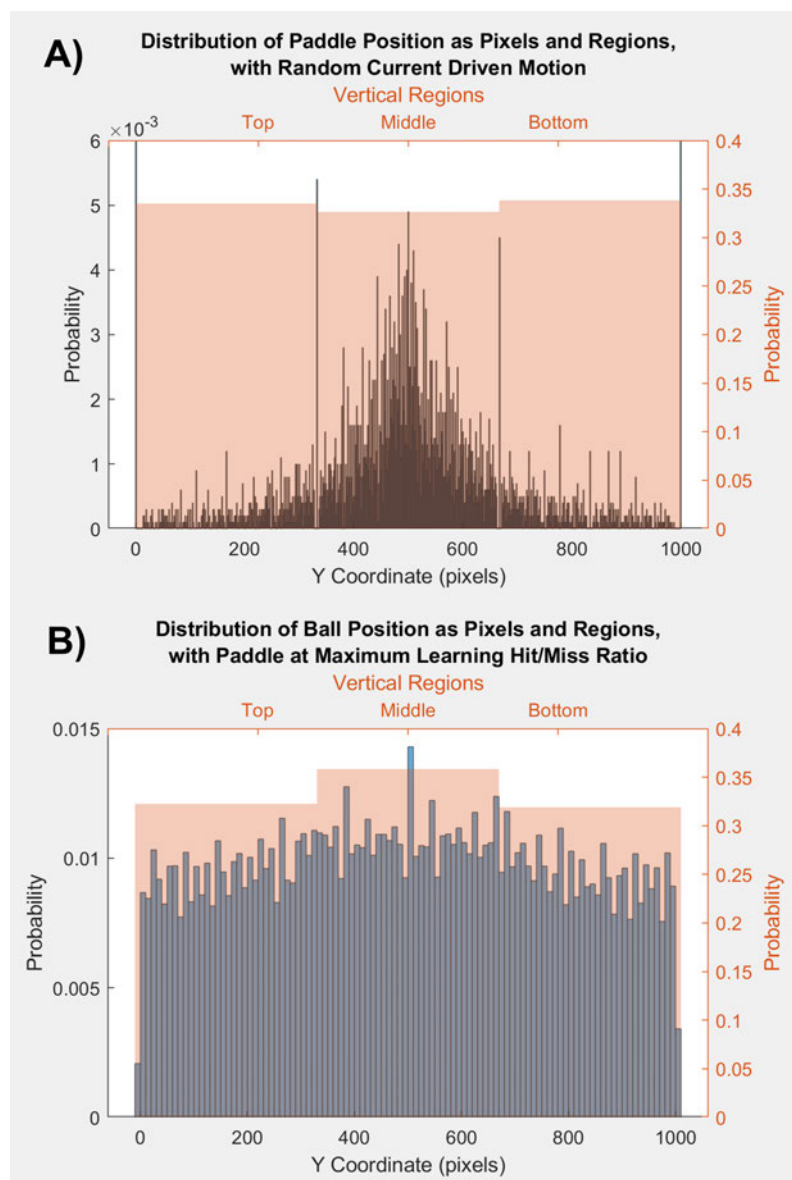 A)
Distribution of Paddle Position as Pixels and Regions,
with Random Current Driven Motion
Vertical Regions
Top Middle Bottom
×10⁻³
6
5
4
3
2
1
0
Probability
0.4
0.35
0.3
0.25
0.2
0.15
0.1
0.05
0
Probability
0 200 400 600 800 1000
Y Coordinate (pixels)
B)
Distribution of Ball Position as Pixels and Regions,
with Paddle at Maximum Learning Hit/Miss Ratio
Vertical Regions
Top Middle Bottom
0.015
0.01
0.005
0
Probability
0.4
0.35
0.3
0.25
0.2
0.15
0.1
0.05
0
Probability
0 200 400 600 800 1000
Y Coordinate (pixels)